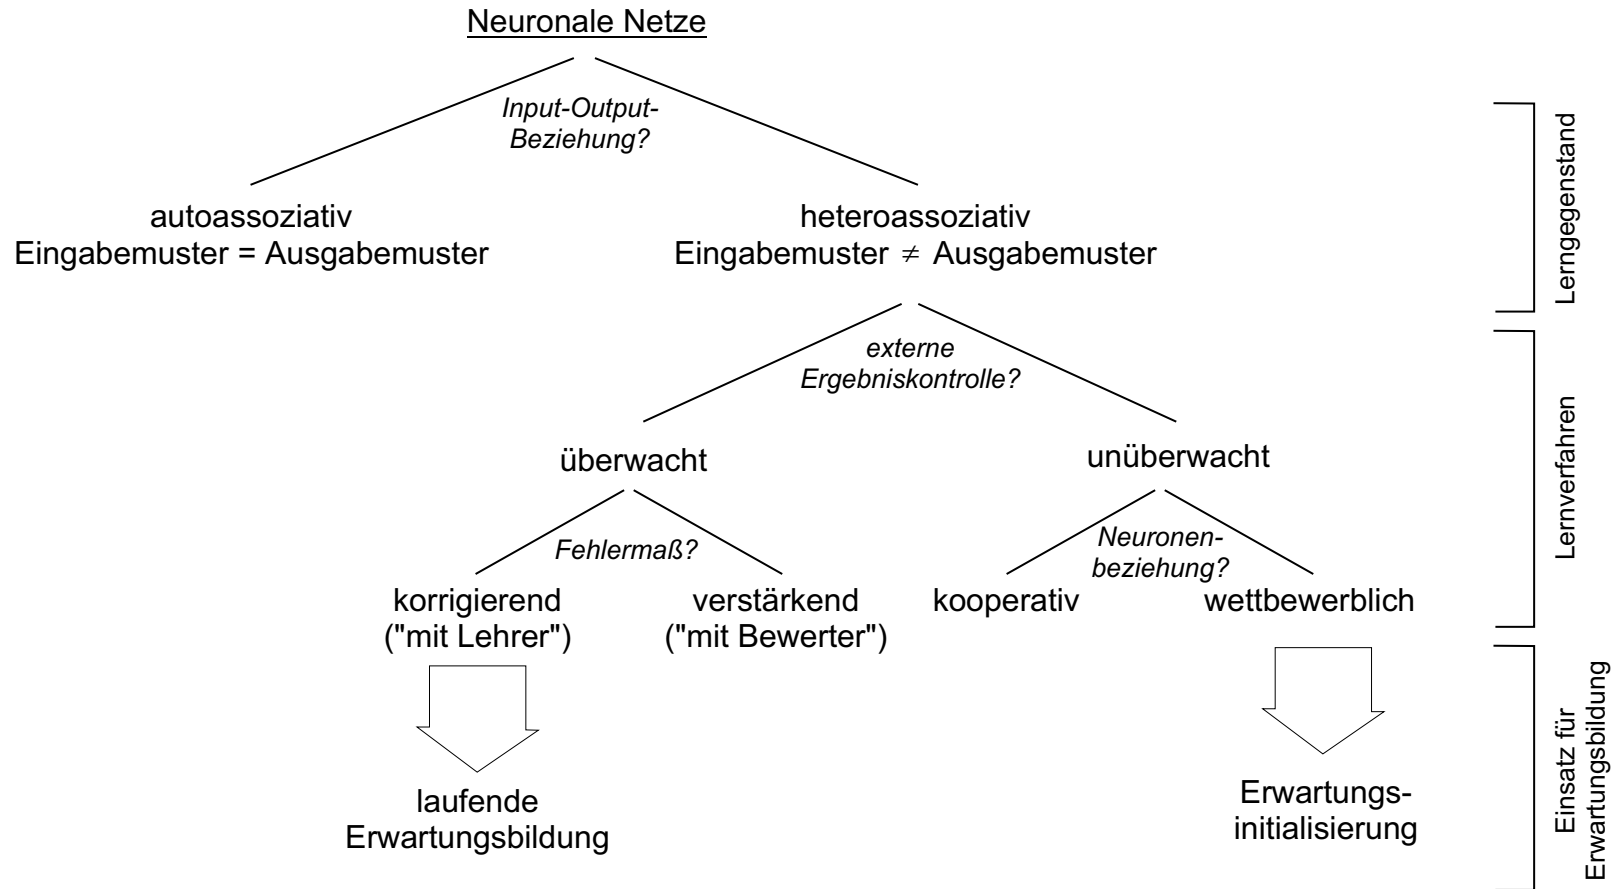 Neuronale Netze
Input-Output-
Beziehung?
autoassoziativ
Eingabemuster = Ausgabemuster
heteroassoziativ
Eingabemuster ≠ Ausgabemuster
Lerngegenstand
externe
Ergebniskontrolle?
überwacht
unüberwacht
Fehlermaß?
Neuronen-
beziehung?
korrigierend
("mit Lehrer")
verstärkend
("mit Bewerter")
kooperativ
wettbewerblich
Lernverfahren
laufende
Erwartungsbildung
Erwartungs-
initialisierung
Einsatz für
Erwartungsbildung